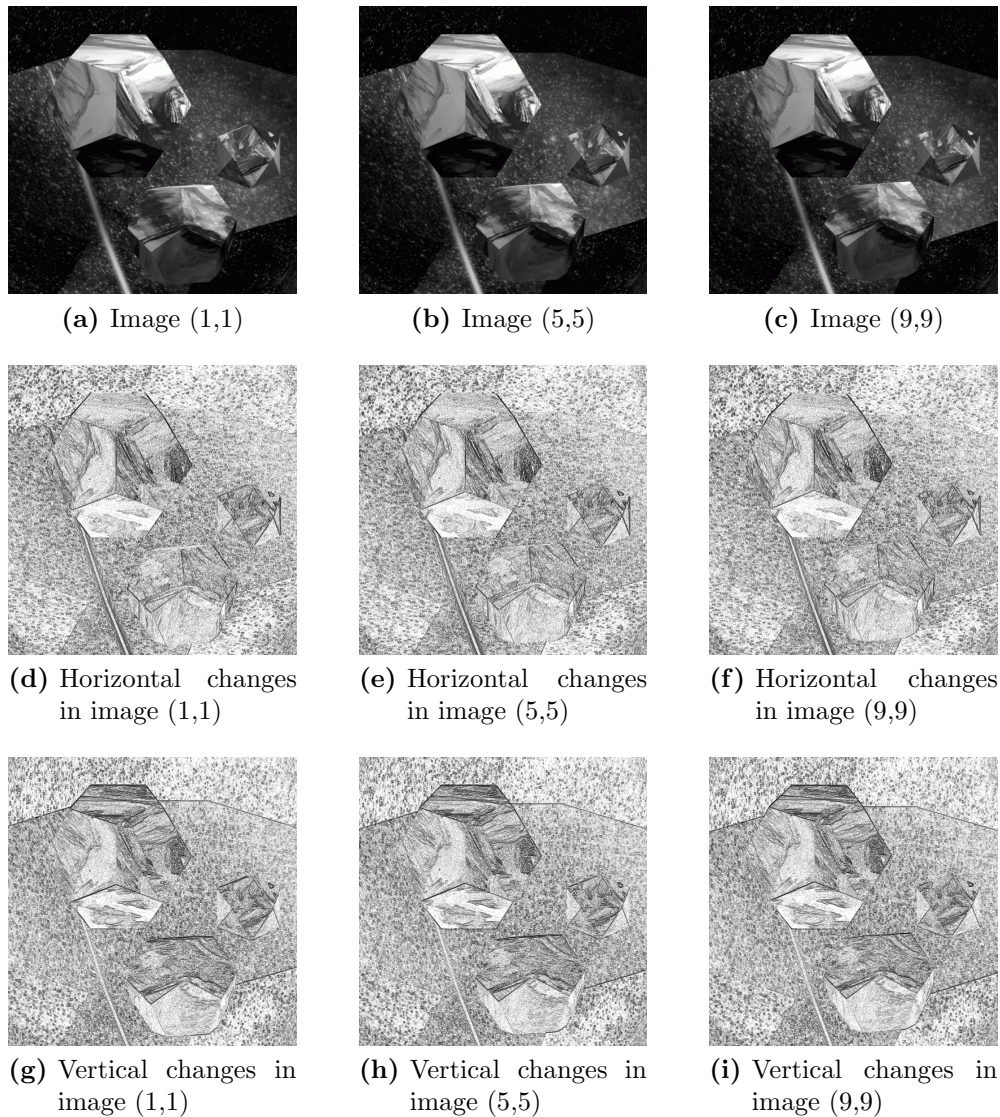 (a) Image (1,1)
(b) Image (5,5)
(c) Image (9,9)
(d) Horizontal changes
in image (1,1)
(e) Horizontal changes
in image (5,5)
(f) Horizontal changes
in image (9,9)
(g) Vertical changes in
image (1,1)
(h) Vertical changes in
image (5,5)
(i) Vertical changes in
image (9,9)